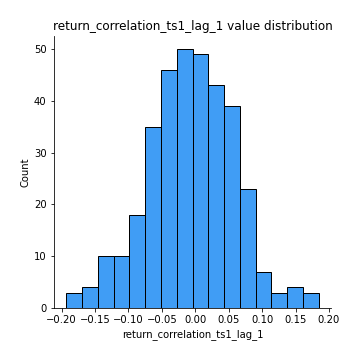 return_correlation_ts1_lag_1 value distribution
50
40
30
20
10
0
Count
−0.20 −0.15 −0.10 −0.05 0.00 0.05 0.10 0.15 0.20
return_correlation_ts1_lag_1